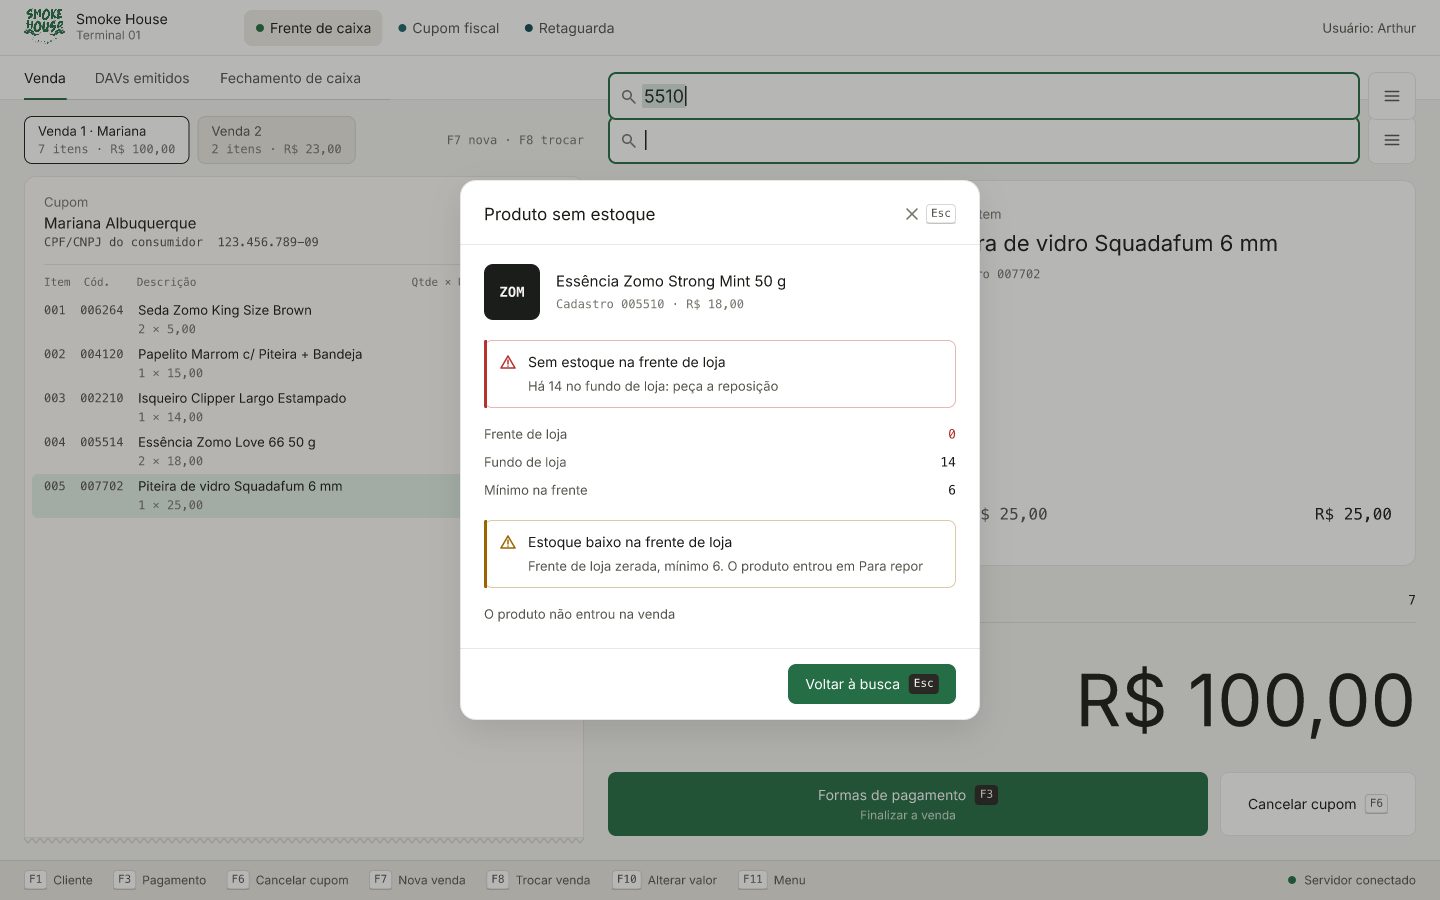 SMOKE
HOUSE
Smoke House
Terminal 01
Frente de caixa
Cupom fiscal
Retaguarda
Usuário: Arthur
Venda
DAVs emitidos
Fechamento de caixa
5510
Venda 1 · Mariana
7 itens · R$ 100,00
Venda 2
2 itens · R$ 23,00
F7 nova · F8 trocar
Cupom
Mariana Albuquerque
CPF/CNPJ do consumidor 123.456.789-09
Item Cód. Descrição Qtde ×
001 006264 Seda Zomo King Size Brown
2 × 5,00
002 004120 Papelito Marrom c/ Piteira + Bandeja
1 × 15,00
003 002210 Isqueiro Clipper Largo Estampado
1 × 14,00
004 005514 Essência Zomo Love 66 50 g
2 × 18,00
005 007702 Piteira de vidro Squadafum 6 mm
1 × 25,00
Produto sem estoque
Esc
ZOM
Essência Zomo Strong Mint 50 g
Cadastro 005510 · R$ 18,00
Sem estoque na frente de loja
Há 14 no fundo de loja: peça a reposição
Frente de loja 0
Fundo de loja 14
Mínimo na frente 6
Estoque baixo na frente de loja
Frente de loja zerada, mínimo 6. O produto entrou em Para repor
O produto não entrou na venda
Voltar à busca Esc
tem
ra de vidro Squadafum 6 mm
ro 007702
$ 25,00
R$ 25,00
7
R$ 100,00
Formas de pagamento F3
Finalizar a venda
Cancelar cupom F6
F1 Cliente
F3 Pagamento
F6 Cancelar cupom
F7 Nova venda
F8 Trocar venda
F10 Alterar valor
F11 Menu
Servidor conectado